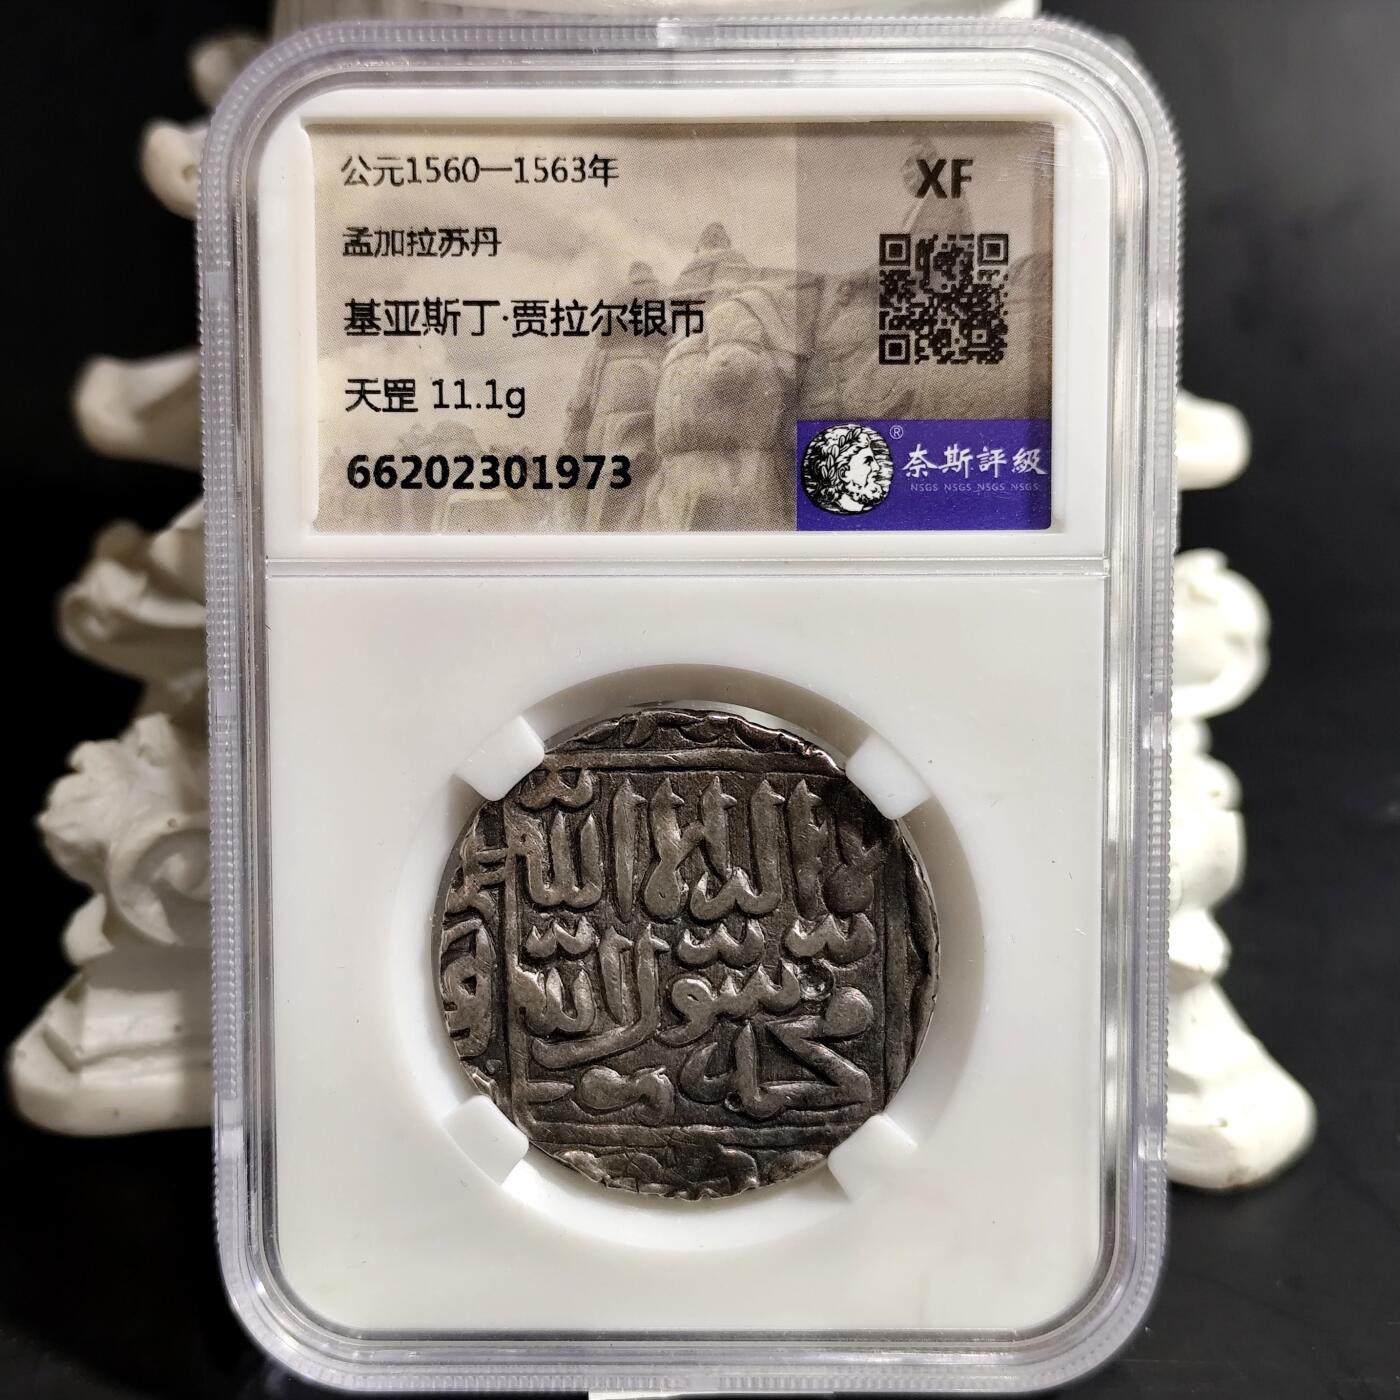 公元1560—1563年
孟加拉苏丹
基亚斯丁·贾拉尔银币
天罡 11.1g
66202301973
XF
®
奈斯評級
NSGS NSGS NSGS NSGS
لا اله الا الله
محمد رسول الله